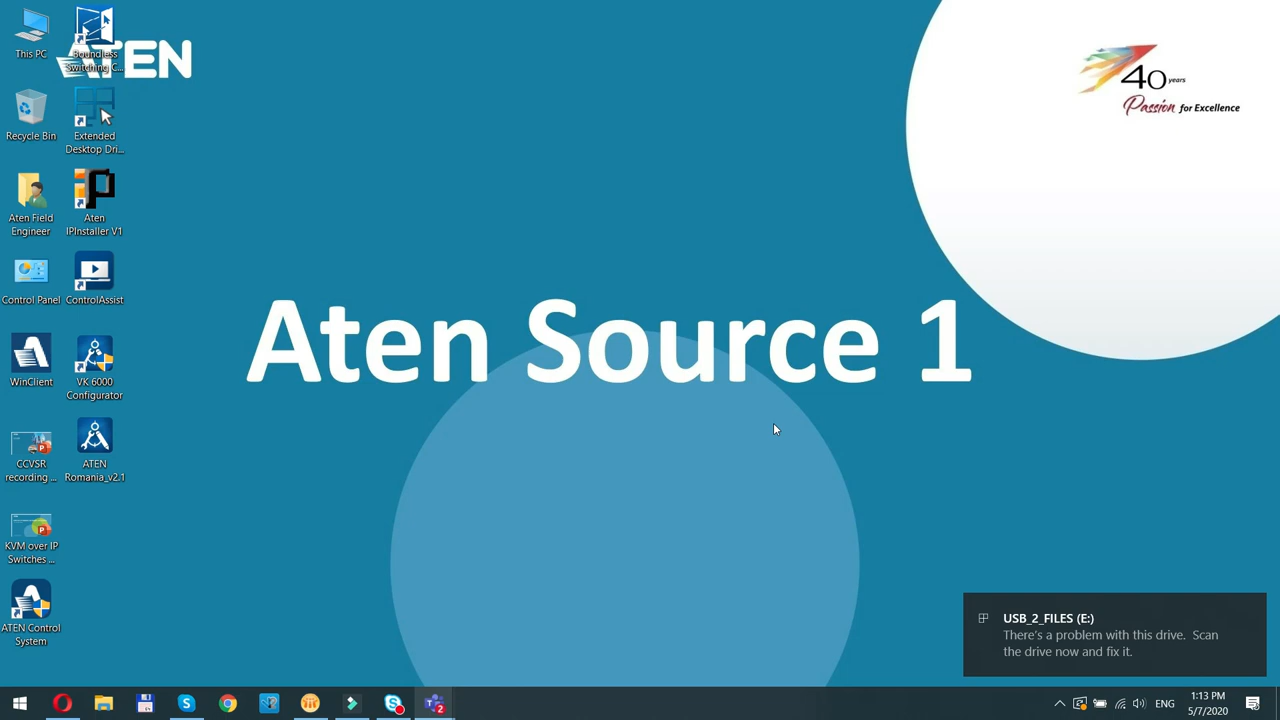 This PC
Boundless
Switching C...
ATEN
Recycle Bin
Extended
Desktop Dri...
Aten Field
Engineer
Aten
IPInstaller V1
Control Panel
ControlAssist
WinClient
VK 6000
Configurator
CCVSR
recording ...
ATEN
Romania_v2.1
KVM over IP
Switches ...
ATEN Control
System
40 years
Passion for Excellence
Aten Source 1
USB_2_FILES (E:)
There's a problem with this drive. Scan
the drive now and fix it.
2
ENG
1:13 PM
5/7/2020